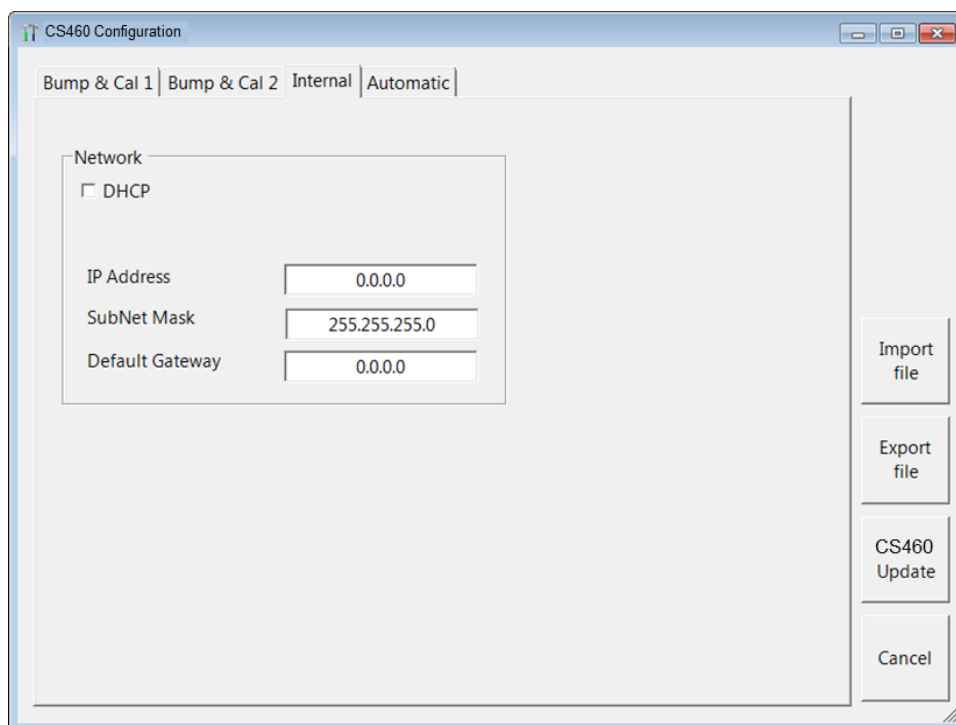 CS460 Configuration
Bump & Cal 1
Bump & Cal 2
Internal
Automatic
Network
DHCP
IP Address
0.0.0.0
SubNet Mask
255.255.255.0
Default Gateway
0.0.0.0
Import
file
Export
file
CS460
Update
Cancel